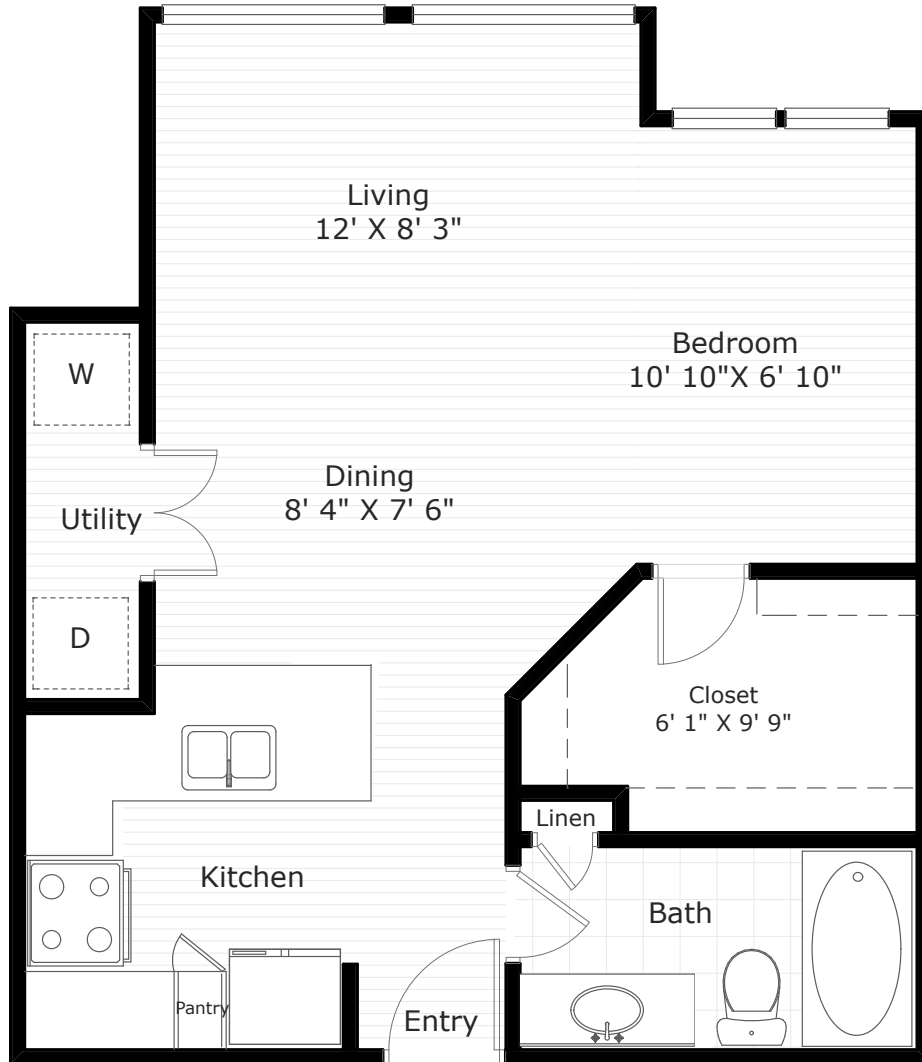 Living
12' X 8' 3"
Bedroom
10' 10"X 6' 10"
W
Dining
8' 4" X 7' 6"
Utility
D
Closet
6' 1" X 9' 9"
Linen
Kitchen
Bath
Pantry
Entry